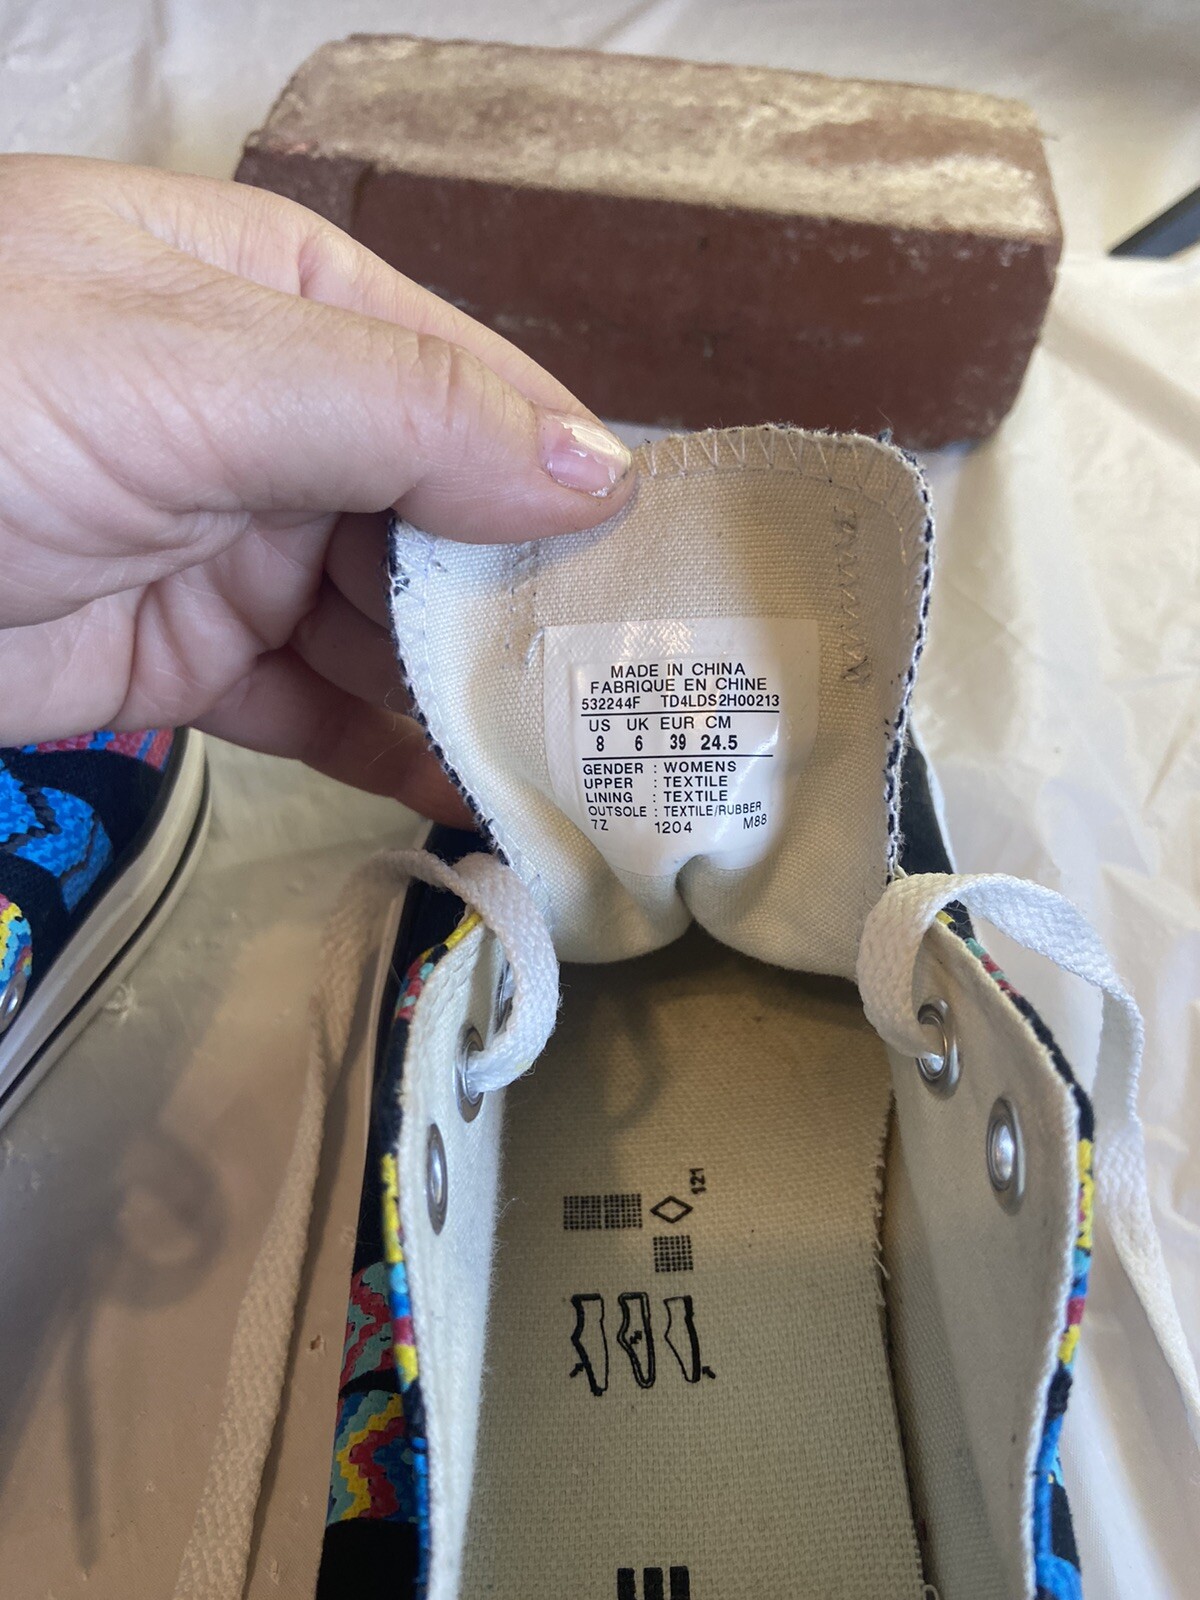 MADE IN CHINA
FABRIQUE EN CHINE
532244F TD4LDS2H00213
US UK EUR CM
8 6 39 24.5
GENDER : WOMENS
UPPER : TEXTILE
LINING : TEXTILE
OUTSOLE : TEXTILE/RUBBER
7Z 1204 M88
121